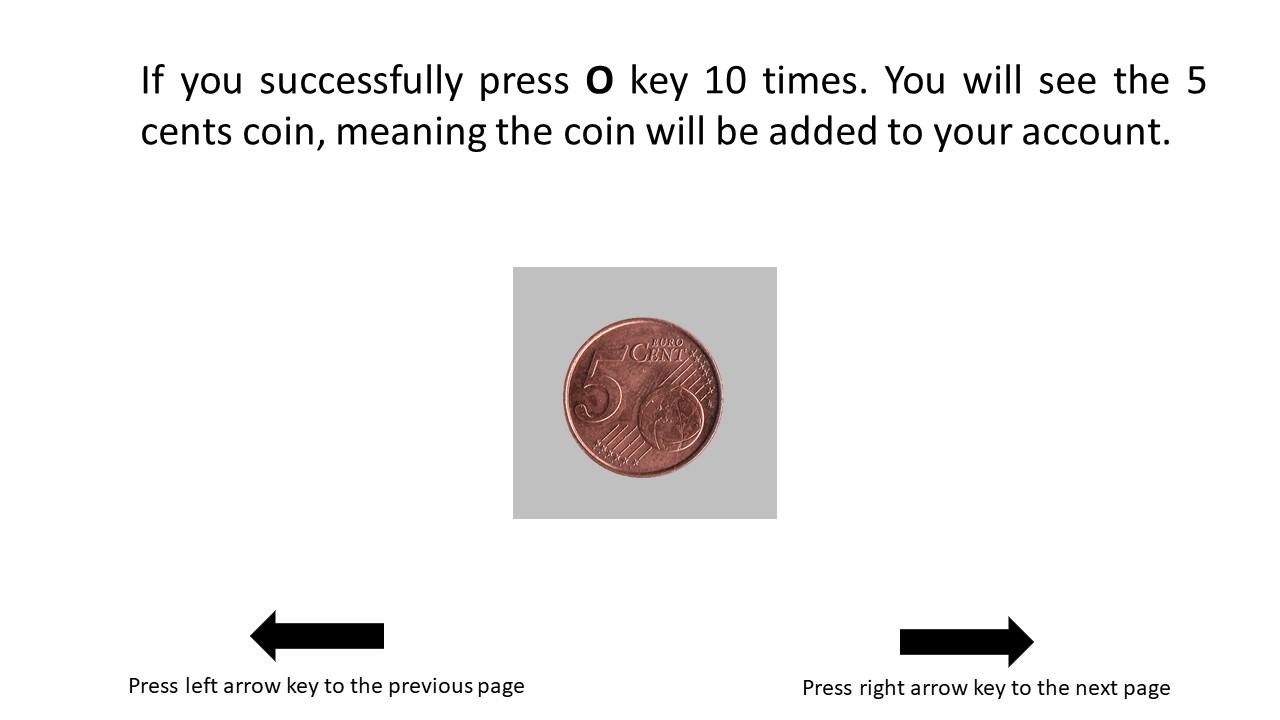 If you successfully press O key 10 times. You will see the 5
cents coin, meaning the coin will be added to your account.
5
EURO
CENT
Press left arrow key to the previous page
Press right arrow key to the next page